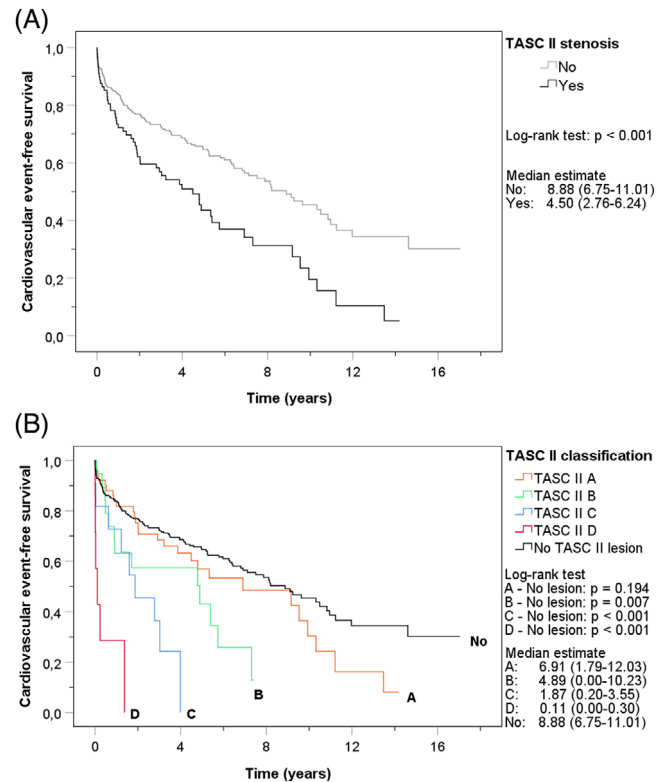 (A)
TASC II stenosis
No
Yes
Log-rank test: p < 0.001
Median estimate
No: 8.88 (6.75-11.01)
Yes: 4.50 (2.76-6.24)
Cardiovascular event-free survival
1,0
0,8
0,6
0,4
0,2
0,0
0 4 8 12 16
Time (years)
(B)
TASC II classification
TASC II A
TASC II B
TASC II C
TASC II D
No TASC II lesion
Log-rank test
A - No lesion: p = 0.194
B - No lesion: p = 0.007
C - No lesion: p < 0.001
D - No lesion: p < 0.001
Median estimate
A: 6.91 (1.79-12.03)
B: 4.89 (0.00-10.23)
C: 1.87 (0.20-3.55)
D: 0.11 (0.00-0.30)
No: 8.88 (6.75-11.01)
Cardiovascular event-free survival
1,0
0,8
0,6
0,4
0,2
0,0
No
A
B
C
D
0 4 8 12 16
Time (years)